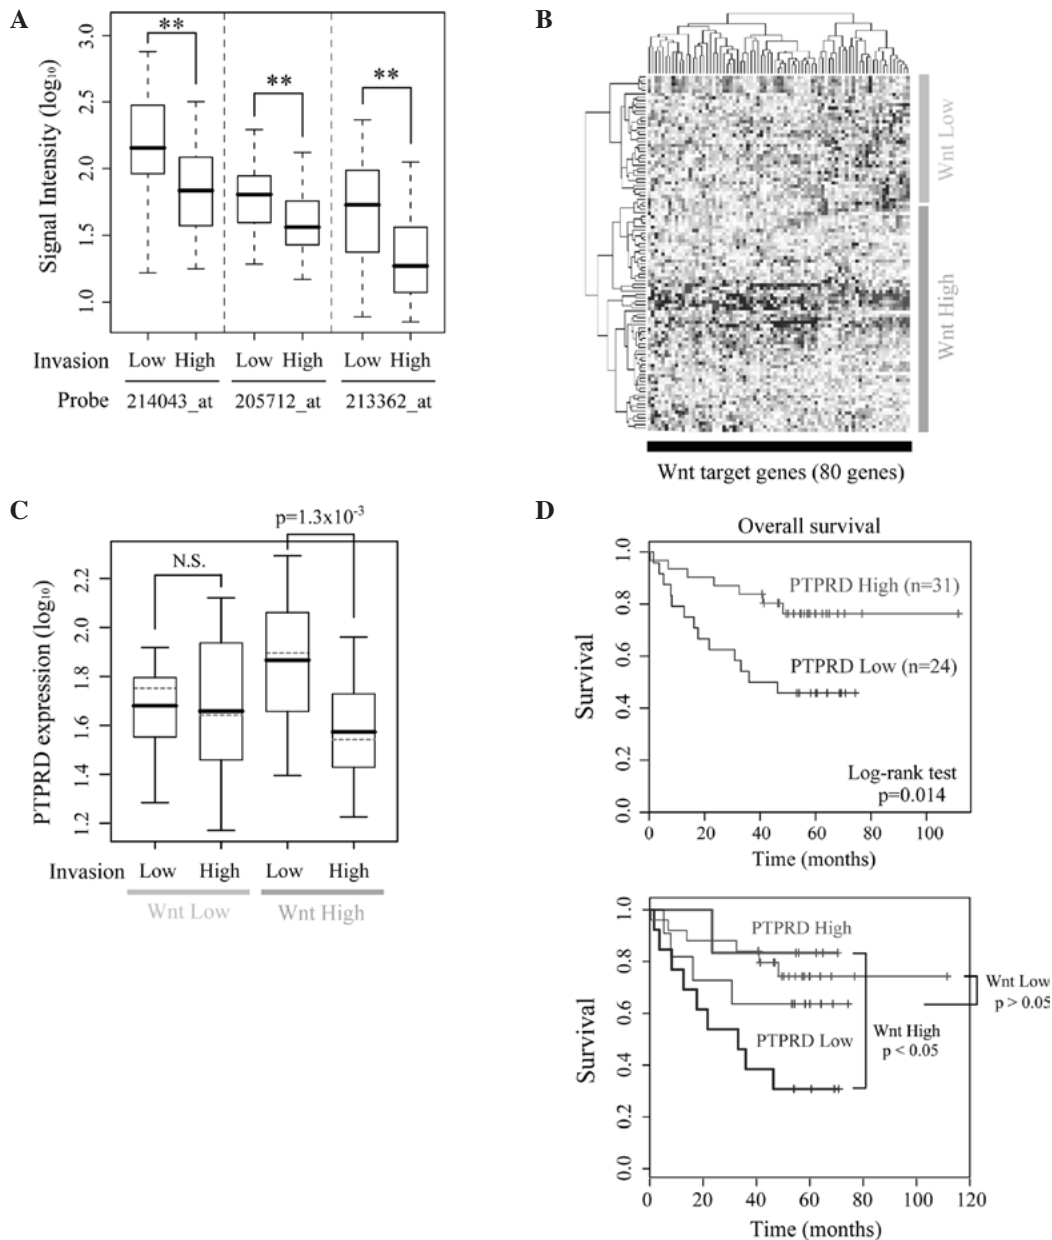 A
Signal Intensity (log10)
3.0
2.5
2.0
1.5
1.0
** ** **
Invasion Low High Low High Low High
Probe 214043_at 205712_at 213362_at
B
Wnt Low
Wnt High
Wnt target genes (80 genes)
C
PTPRD expression (log10)
2.2
2.0
1.8
1.6
1.4
1.2
N.S.
p=1.3x10-3
Invasion Low High Low High
Wnt Low Wnt High
D
Overall survival
Survival
1.0
0.8
0.6
0.4
0.2
0.0
PTPRD High (n=31)
PTPRD Low (n=24)
Log-rank test
p=0.014
0 20 40 60 80 100
Time (months)
Survival
1.0
0.8
0.6
0.4
0.2
0.0
PTPRD High
PTPRD Low
Wnt High
p < 0.05
Wnt Low
p > 0.05
0 20 40 60 80 100 120
Time (months)